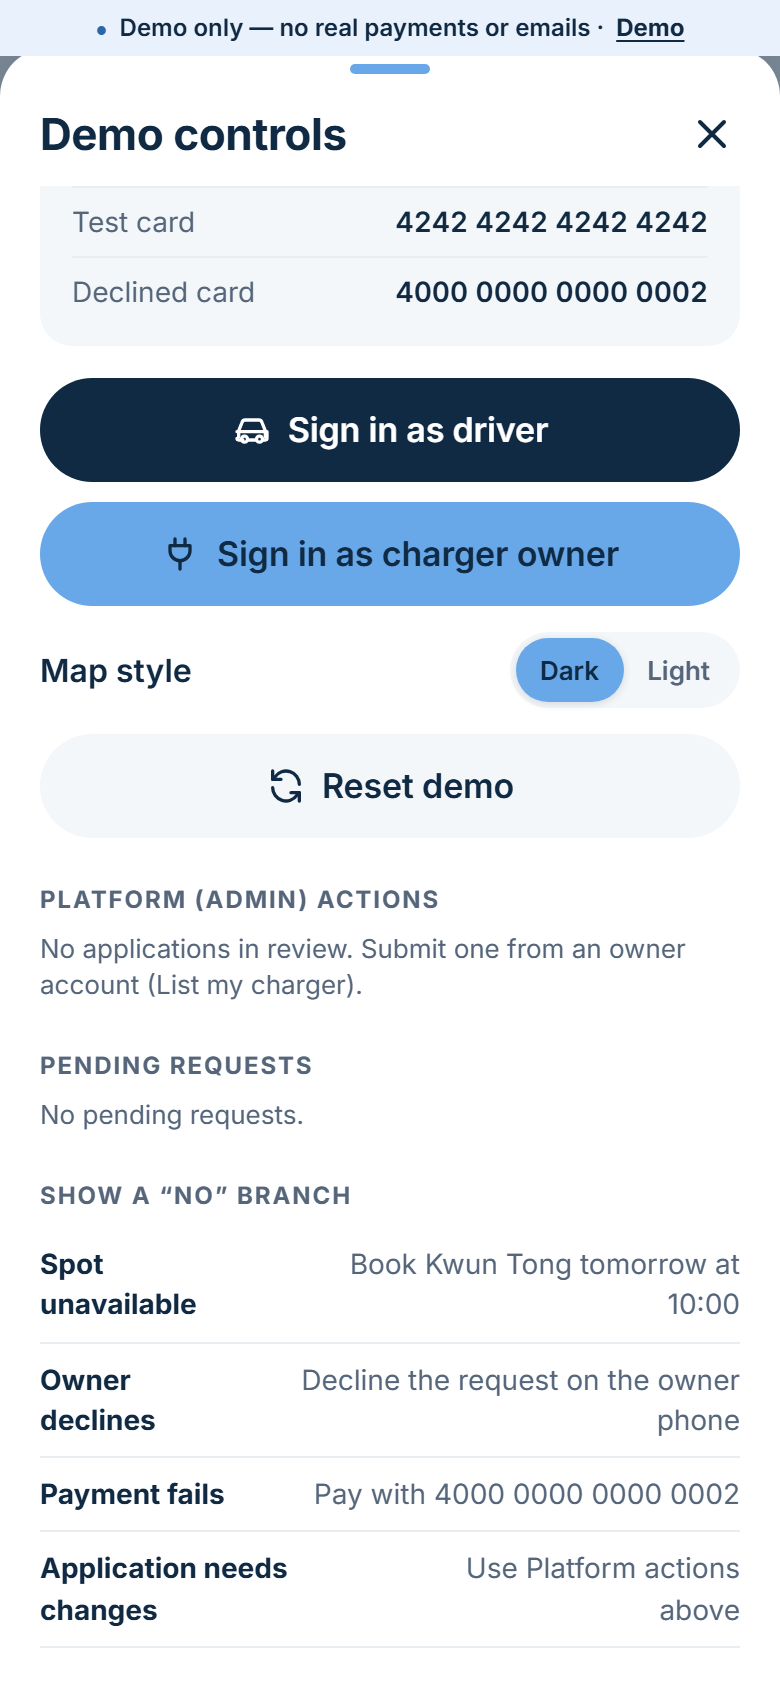 Demo only — no real payments or emails · Demo
Demo controls
Test card 4242 4242 4242 4242
Declined card 4000 0000 0000 0002
Sign in as driver
Sign in as charger owner
Map style Dark Light
Reset demo
PLATFORM (ADMIN) ACTIONS
No applications in review. Submit one from an owner
account (List my charger).
PENDING REQUESTS
No pending requests.
SHOW A “NO” BRANCH
Spot
unavailable
Book Kwun Tong tomorrow at
10:00
Owner
declines
Decline the request on the owner
phone
Payment fails Pay with 4000 0000 0000 0002
Application needs
changes
Use Platform actions
above